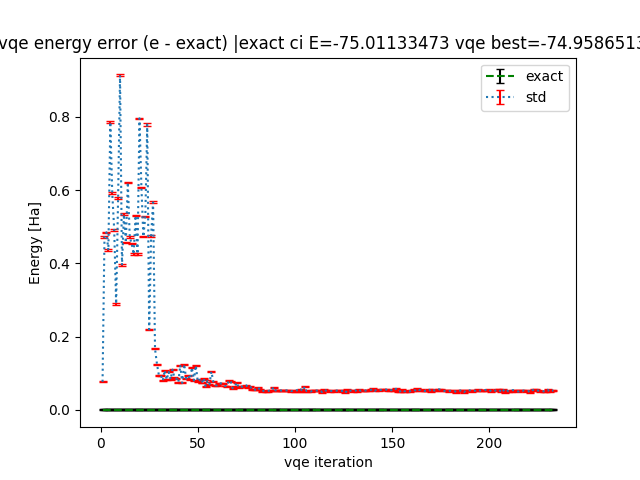 vqe energy error (e - exact) |exact ci E=-75.01133473 vqe best=-74.9586513
exact
std
Energy [Ha]
0.8
0.6
0.4
0.2
0.0
0 50 100 150 200
vqe iteration